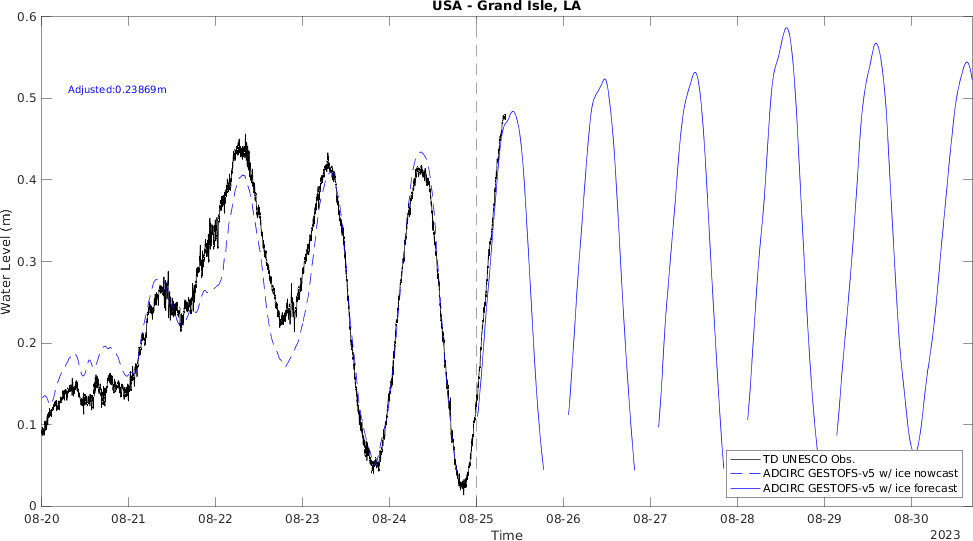 USA - Grand Isle, LA
0.6
Adjusted:0.23869m
0.5
0.4
0.3
0.2
0.1
0
Water Level (m)
TD UNESCO Obs.
ADCIRC GESTOFS-v5 w/ ice nowcast
ADCIRC GESTOFS-v5 w/ ice forecast
08-20 08-21 08-22 08-23 08-24 08-25 08-26 08-27 08-28 08-29 08-30
Time
2023